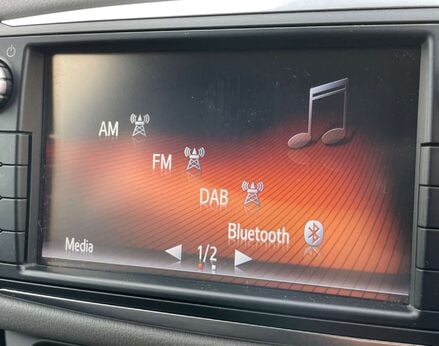 AM
FM
DAB
Bluetooth
Media
1/2